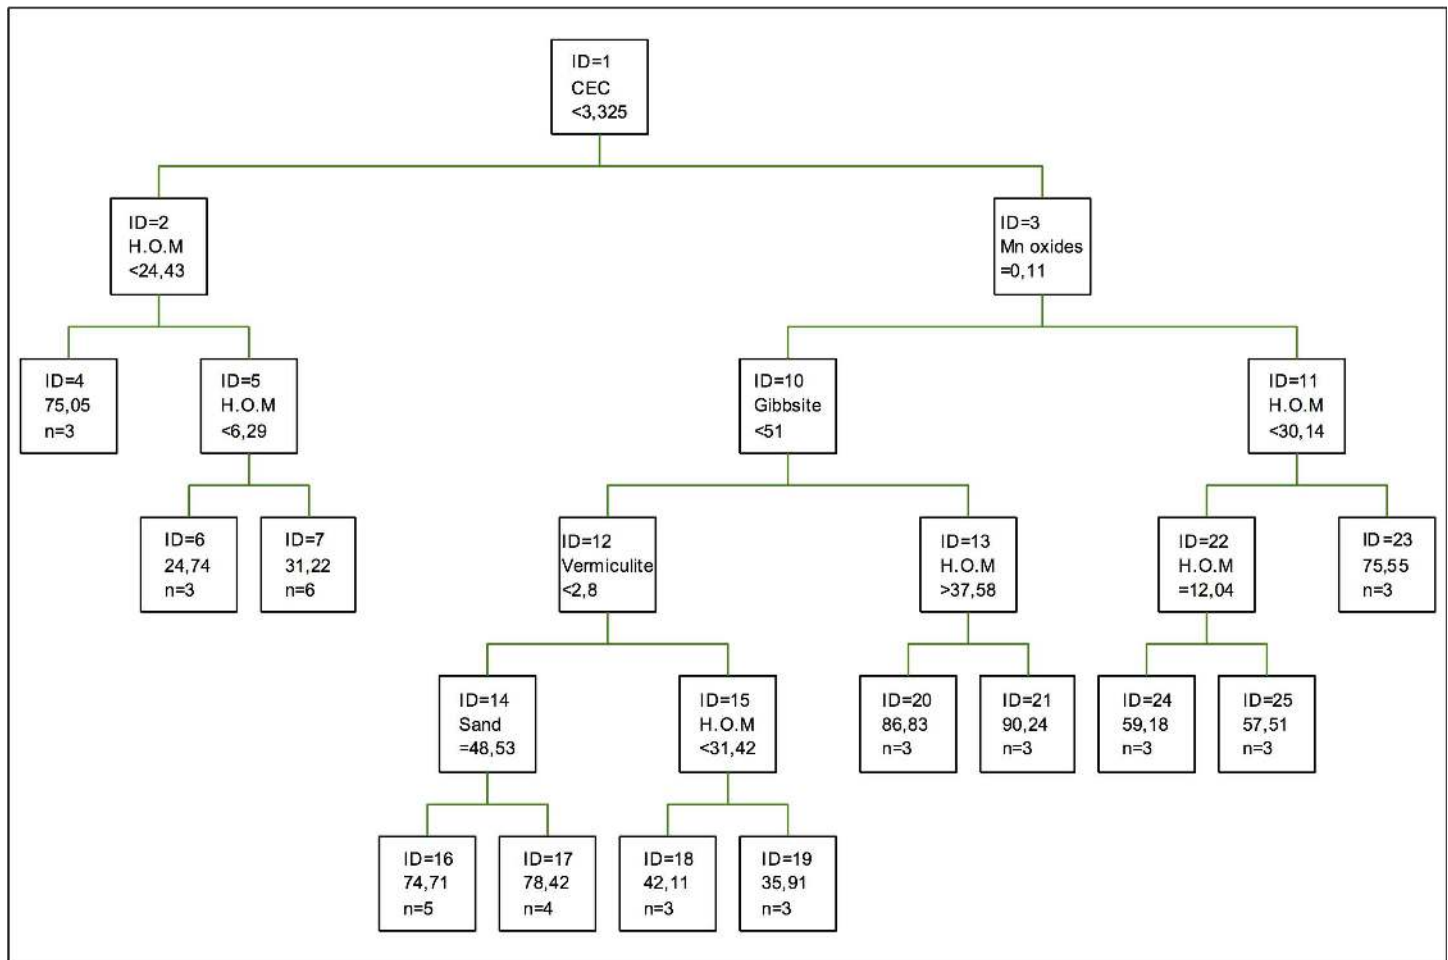 ID=1
CEC
<3,325
ID=2
H.O.M
<24,43
ID=3
Mn oxides
=0,11
ID=4
75,05
n=3
ID=5
H.O.M
<6,29
ID=10
Gibbsite
<51
ID=11
H.O.M
<30,14
ID=6
24,74
n=3
ID=7
31,22
n=6
ID=12
Vermiculite
<2,8
ID=13
H.O.M
>37,58
ID=22
H.O.M
=12,04
ID=23
75,55
n=3
ID=14
Sand
=48,53
ID=15
H.O.M
<31,42
ID=20
86,83
n=3
ID=21
90,24
n=3
ID=24
59,18
n=3
ID=25
57,51
n=3
ID=16
74,71
n=5
ID=17
78,42
n=4
ID=18
42,11
n=3
ID=19
35,91
n=3